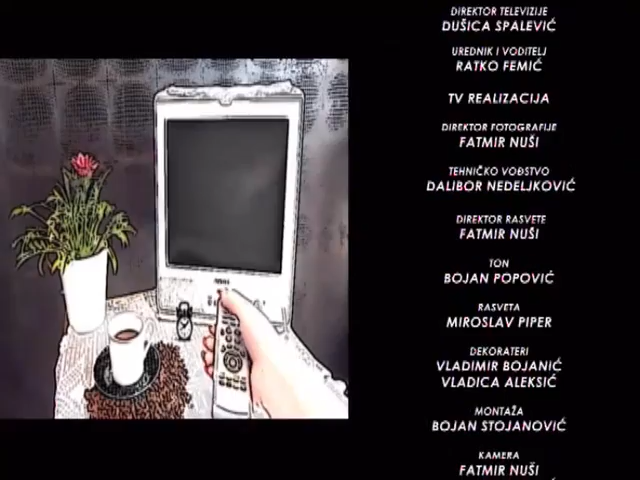 DIREKTOR TELEVIZIJE
DUŠICA SPALEVIĆ
UREDNIK I VODITELJ
RATKO FEMIĆ
TV REALIZACIJA
DIREKTOR FOTOGRAFIJE
FATMIR NUŠI
TEHNIČKO VOĐSTVO
DALIBOR NEDELJKOVIĆ
DIREKTOR RASVETE
FATMIR NUŠI
TON
BOJAN POPOVIĆ
RASVETA
MIROSLAV PIPER
DEKORATERI
VLADIMIR BOJANIĆ
VLADICA ALEKSIĆ
MONTAŽA
BOJAN STOJANOVIĆ
KAMERA
FATMIR NUŠI